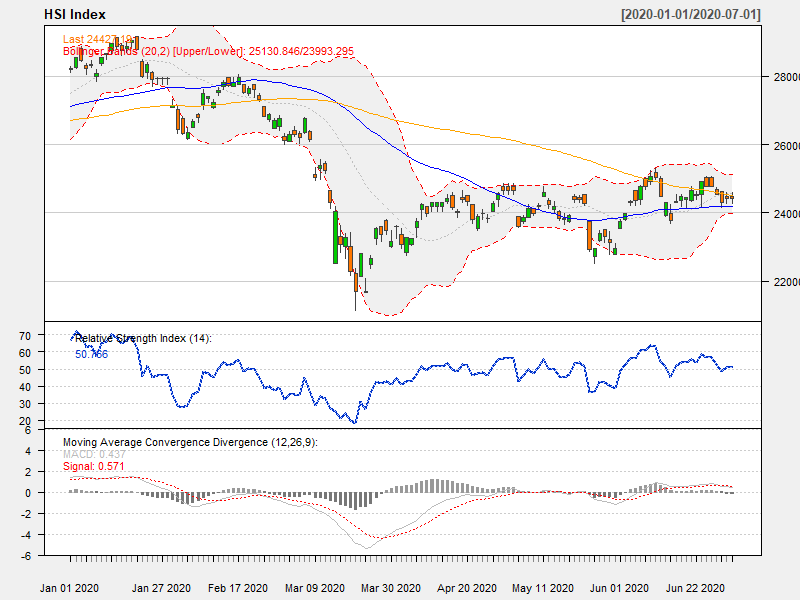 HSI Index
[2020-01-01/2020-07-01]
Last 24427.19
Bollinger Bands (20,2) [Upper/Lower]: 25130.846/23993.295
28000
26000
24000
22000
Relative Strength Index (14):
50.766
70
60
50
40
30
20
Moving Average Convergence Divergence (12,26,9):
MACD: 0.437
Signal: 0.571
6
4
2
0
-2
-4
-6
Jan 01 2020 Jan 27 2020 Feb 17 2020 Mar 09 2020 Mar 30 2020 Apr 20 2020 May 11 2020 Jun 01 2020 Jun 22 2020